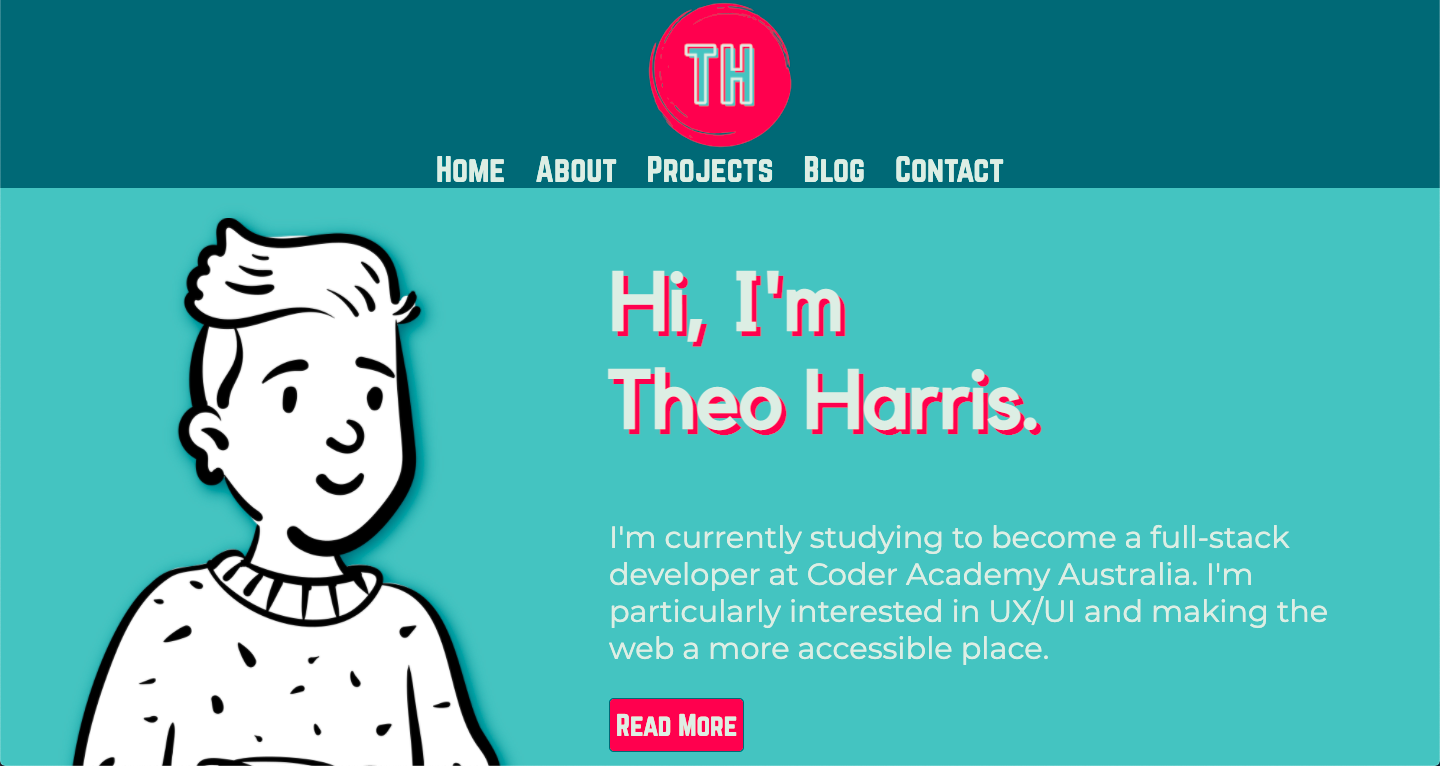 TH
Home About Projects Blog Contact
Hi, I'm
Theo Harris.
I'm currently studying to become a full-stack
developer at Coder Academy Australia. I'm
particularly interested in UX/UI and making the
web a more accessible place.
Read More